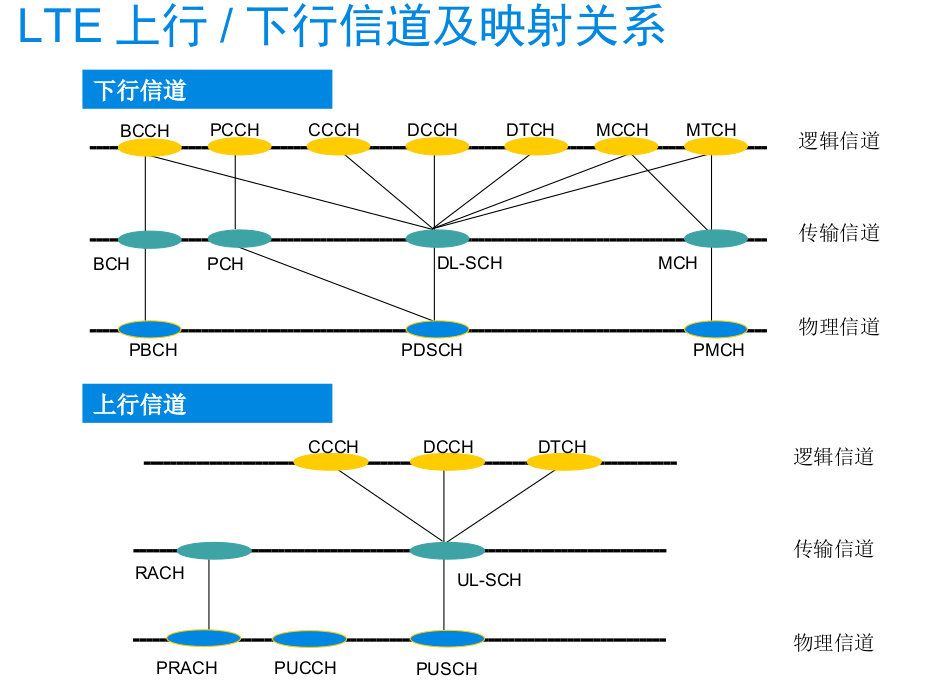 LTE 上行 / 下行信道及映射关系
下行信道
BCCH PCCH CCCH DCCH DTCH MCCH MTCH 逻辑信道
传输信道
BCH PCH DL-SCH MCH
物理信道
PBCH PDSCH PMCH
上行信道
CCCH DCCH DTCH 逻辑信道
传输信道
RACH UL-SCH
物理信道
PRACH PUCCH PUSCH